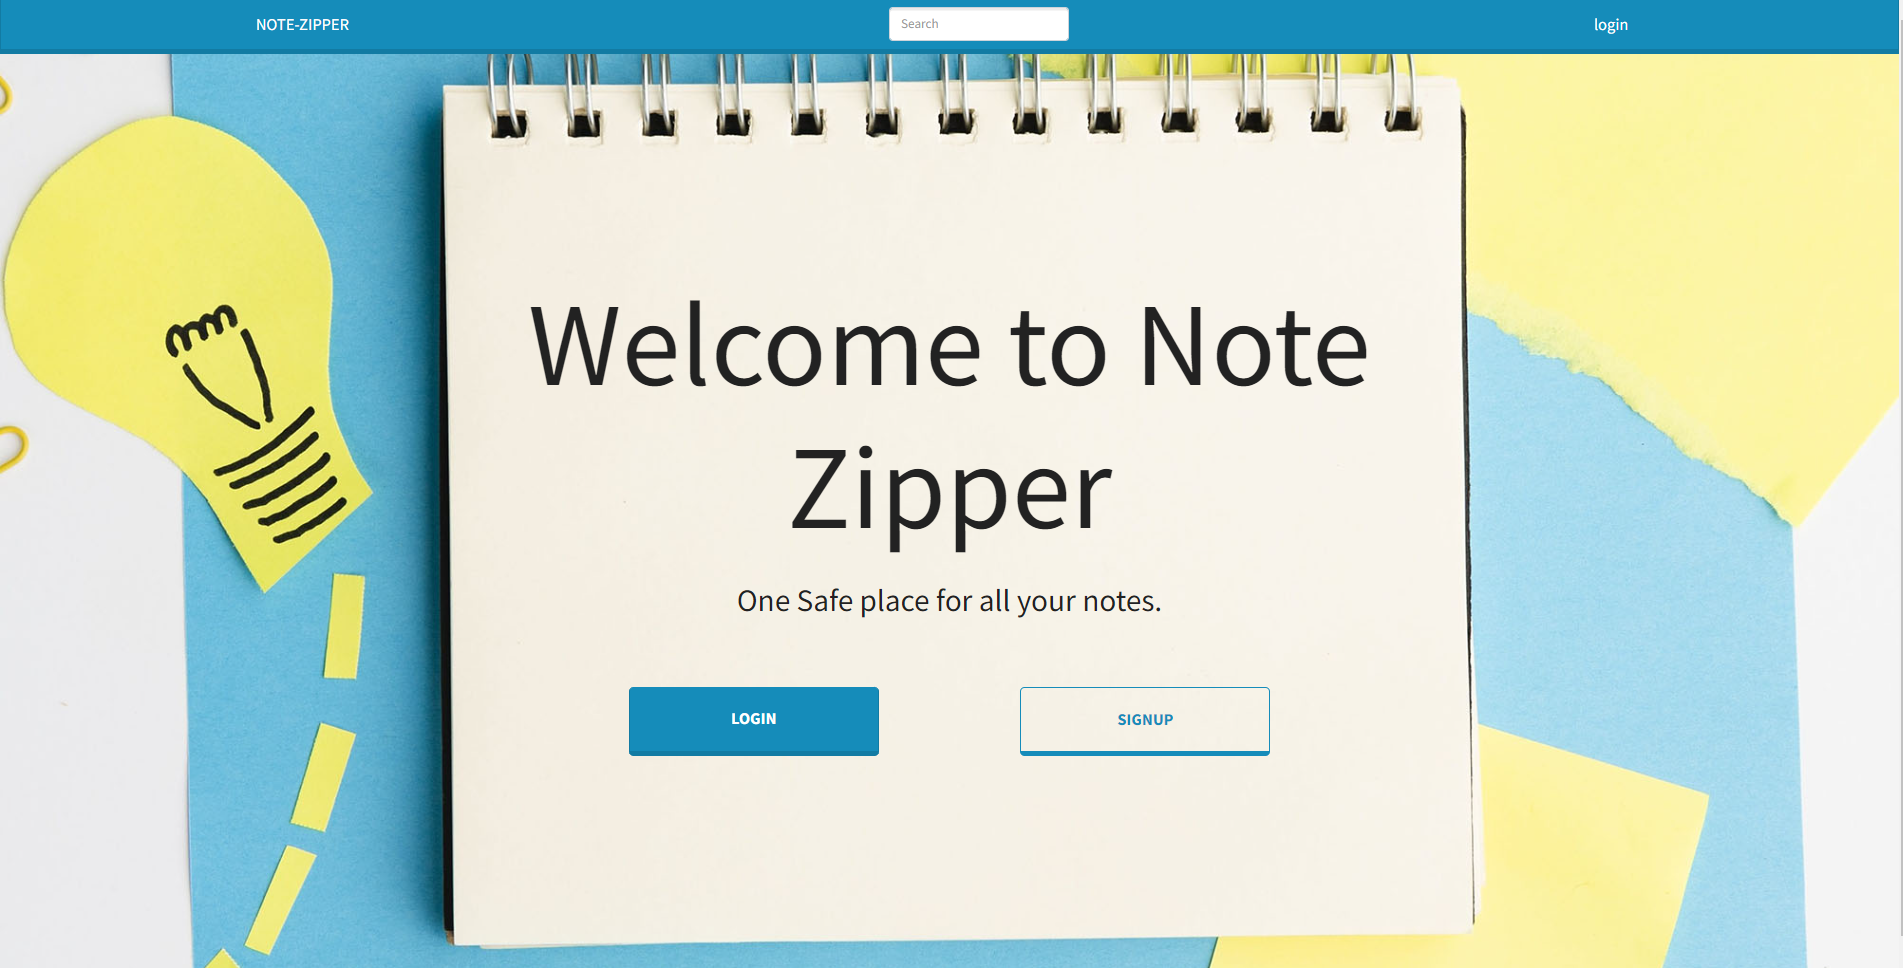 NOTE-ZIPPER
Search
login
Welcome to Note
Zipper
One Safe place for all your notes.
LOGIN
SIGNUP